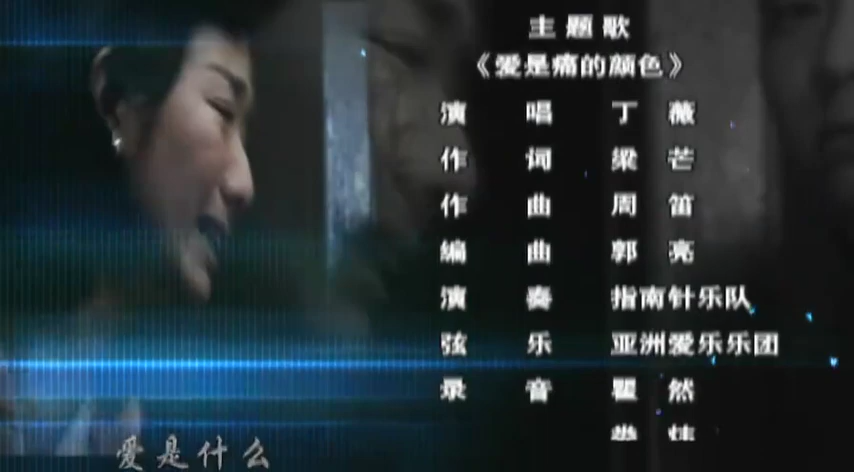 主题歌
《爱是痛的颜色》
演唱 丁薇
作词 梁芒
作曲 周笛
编曲 郭亮
演奏 指南针乐队
弦乐 亚洲爱乐乐团
录音 瞿然
爱是什么